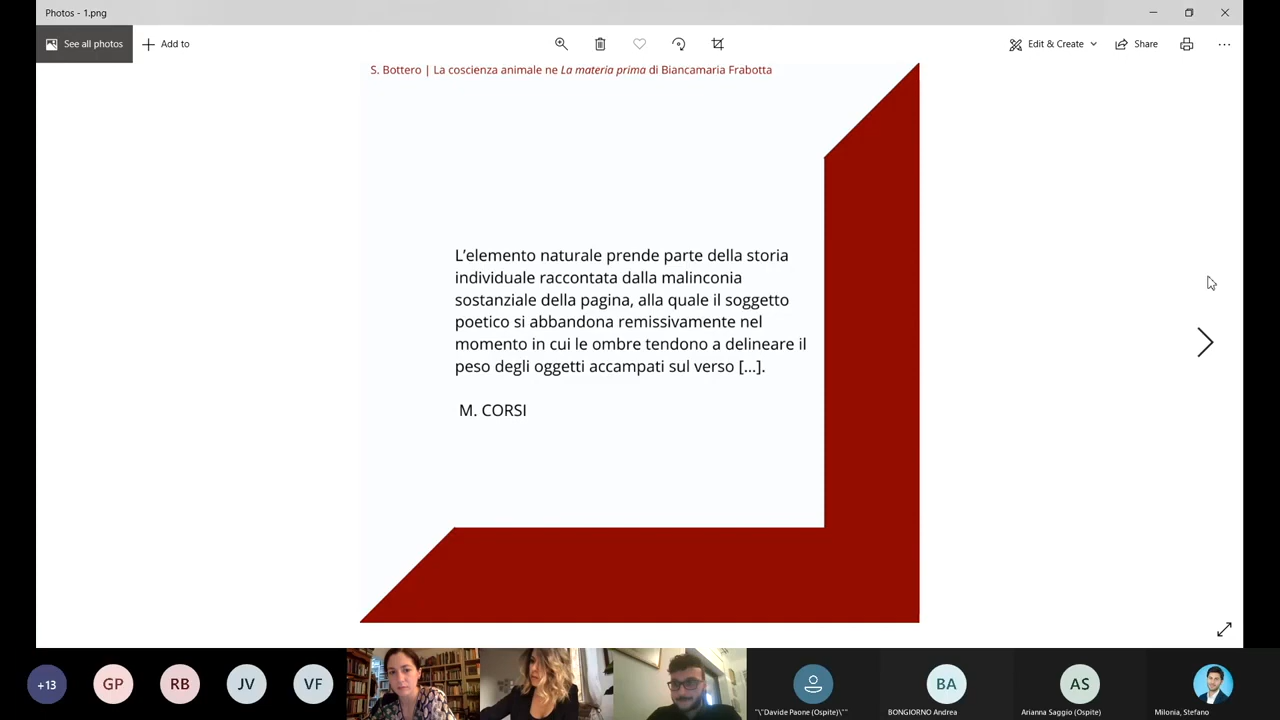 Photos - 1.png
See all photos
Add to
Edit & Create
Share
S. Bottero | La coscienza animale ne La materia prima di Biancamaria Frabotta
L’elemento naturale prende parte della storia
individuale raccontata dalla malinconia
sostanziale della pagina, alla quale il soggetto
poetico si abbandona remissivamente nel
momento in cui le ombre tendono a delineare il
peso degli oggetti accampati sul verso [...].
M. CORSI
+13
GP
RB
JV
VF
BA
AS
"\"Davide Paone (Ospite)\""
BONGIORNO Andrea
Arianna Saggio (Ospite)
Milonia, Stefano